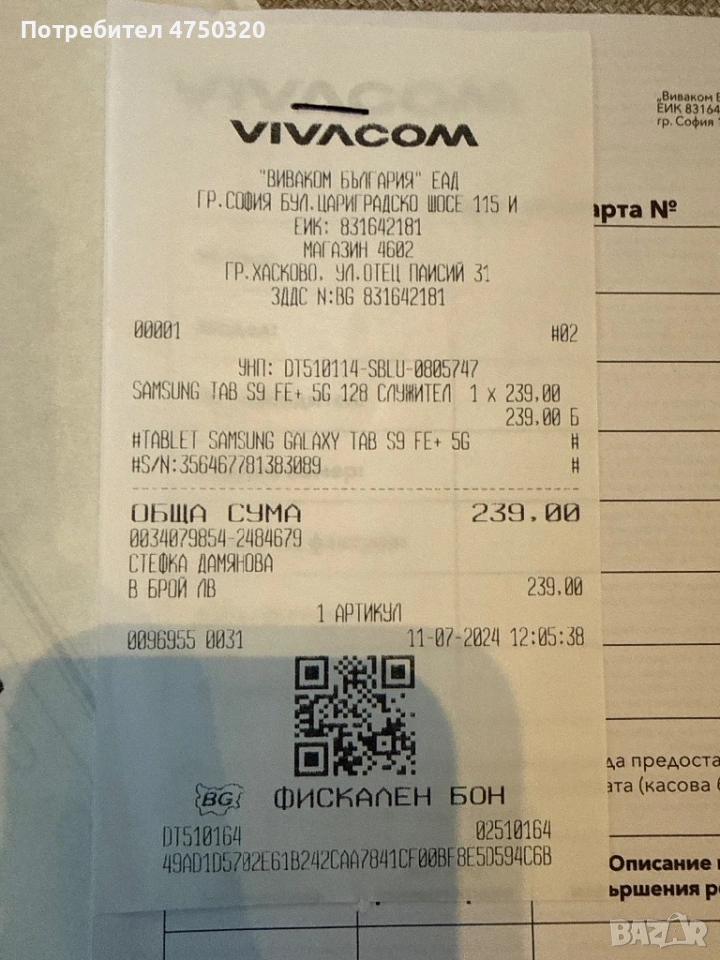 Потребител 4750320
VIVACOM
"ВИВАКОМ БЪЛГАРИЯ" ЕАД
ГР.СОФИЯ БУЛ.ЦАРИГРАДСКО ШОСЕ 115 И
ЕИК: 831642181
МАГАЗИН 4602
ГР.ХАСКОВО, УЛ.ОТЕЦ ПАИСИЙ 31
ЗДДС N:BG 831642181
00001 #02
УНП: DT510114-SBLU-0805747
SAMSUNG TAB S9 FE+ 5G 128 СЛУЖИТЕЛ 1 x 239.00
239.00 Б
#TABLET SAMSUNG GALAXY TAB S9 FE+ 5G #
#S/N:356467781383089 #
ОБЩА СУМА 239,00
0034079854-2484679
СТЕФКА ДАМЯНОВА
В БРОЙ ЛВ 239.00
1 АРТИКУЛ
0096955 0031 11-07-2024 12:05:38
BG ФИСКАЛЕН БОН
DT510164 02510164
49AD1D5702E61B242CAA7841CF00BF8E5D594C6B
„Виваком Б
ЕИК 83164
гр. София 1
арта №
да предоста
ата (касова б
Описание
ършения р
BAZAR